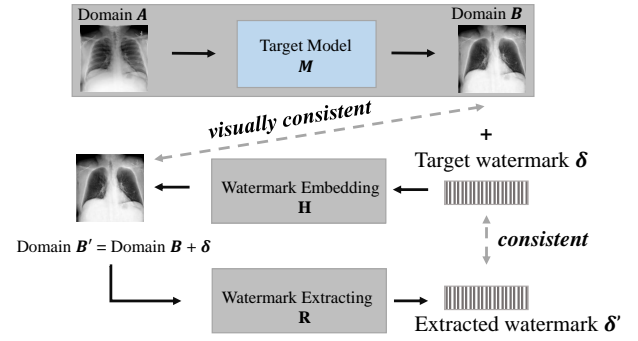 Domain A
Domain B
Target Model
M
visually consistent
+
Target watermark δ
Watermark Embedding
H
consistent
Domain B' = Domain B + δ
Watermark Extracting
R
Extracted watermark δ'